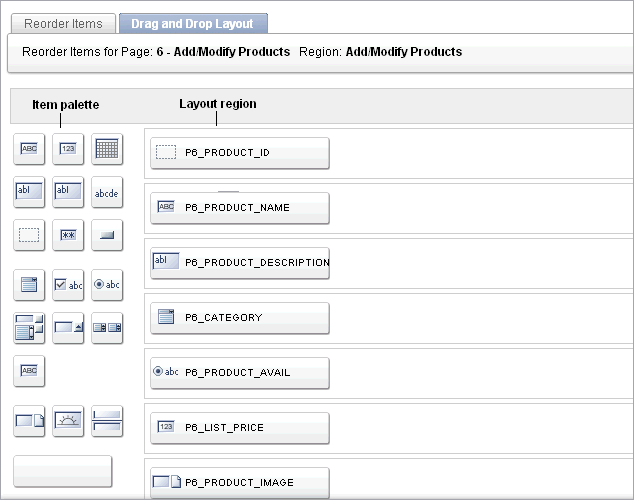 Reorder Items Drag and Drop Layout
Reorder Items for Page: 6 - Add/Modify Products Region: Add/Modify Products
Item palette Layout region
ABC 123
P6_PRODUCT_ID
abl abl abcde
ABC P6_PRODUCT_NAME
**
abl P6_PRODUCT_DESCRIPTION
abc abc
P6_CATEGORY
ABC
abc P6_PRODUCT_AVAIL
123 P6_LIST_PRICE
P6_PRODUCT_IMAGE